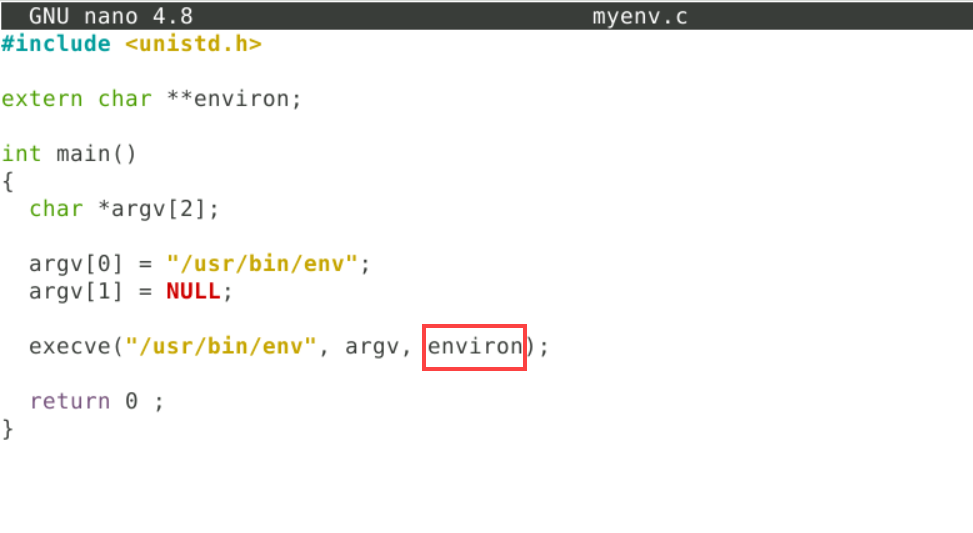 GNU nano 4.8 myenv.c
#include <unistd.h>
extern char **environ;
int main()
{
  char *argv[2];
  argv[0] = "/usr/bin/env";
  argv[1] = NULL;
  execve("/usr/bin/env", argv, environ);
  return 0 ;
}